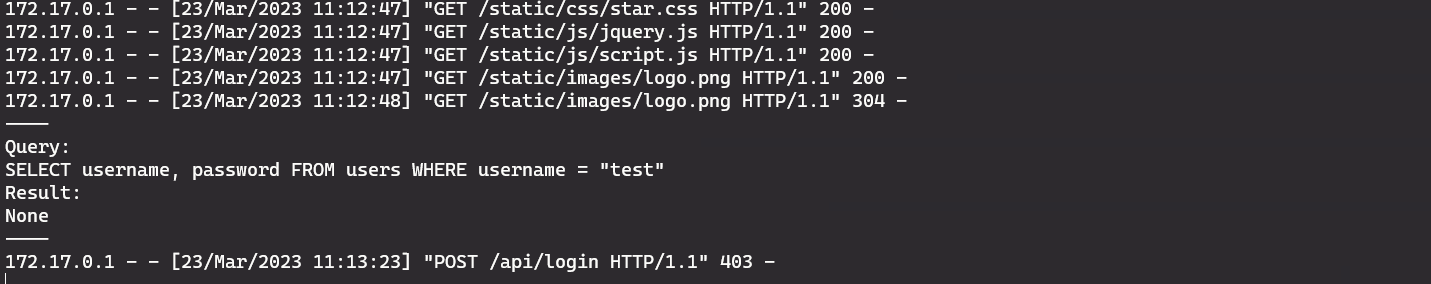 172.17.0.1 - - [23/Mar/2023 11:12:47] "GET /static/css/star.css HTTP/1.1" 200 -
172.17.0.1 - - [23/Mar/2023 11:12:47] "GET /static/js/jquery.js HTTP/1.1" 200 -
172.17.0.1 - - [23/Mar/2023 11:12:47] "GET /static/js/script.js HTTP/1.1" 200 -
172.17.0.1 - - [23/Mar/2023 11:12:47] "GET /static/images/logo.png HTTP/1.1" 200 -
172.17.0.1 - - [23/Mar/2023 11:12:48] "GET /static/images/logo.png HTTP/1.1" 304 -
----
Query:
SELECT username, password FROM users WHERE username = "test"
Result:
None
----
172.17.0.1 - - [23/Mar/2023 11:13:23] "POST /api/login HTTP/1.1" 403 -